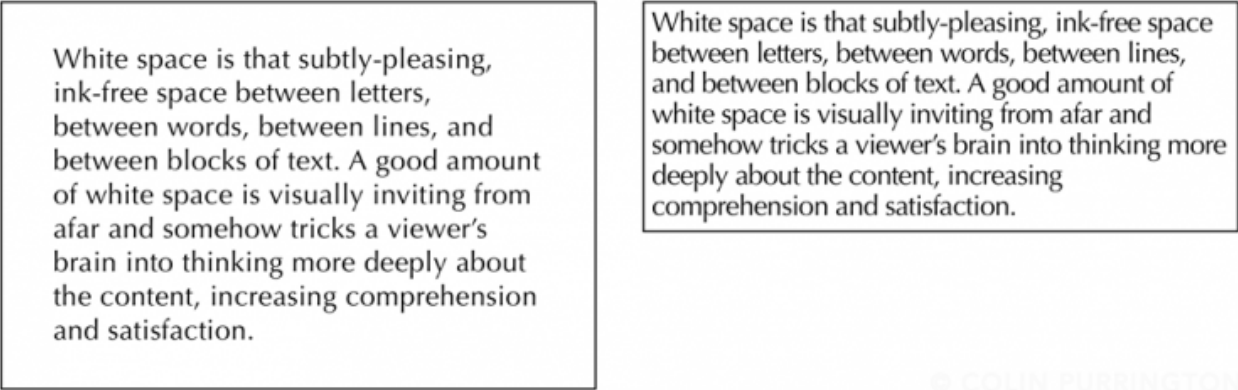 White space is that subtly-pleasing,
ink-free space between letters,
between words, between lines, and
between blocks of text. A good amount
of white space is visually inviting from
afar and somehow tricks a viewer’s
brain into thinking more deeply about
the content, increasing comprehension
and satisfaction.
White space is that subtly-pleasing, ink-free space
between letters, between words, between lines,
and between blocks of text. A good amount of
white space is visually inviting from afar and
somehow tricks a viewer’s brain into thinking more
deeply about the content, increasing
comprehension and satisfaction.
© COLIN PURRINGTON